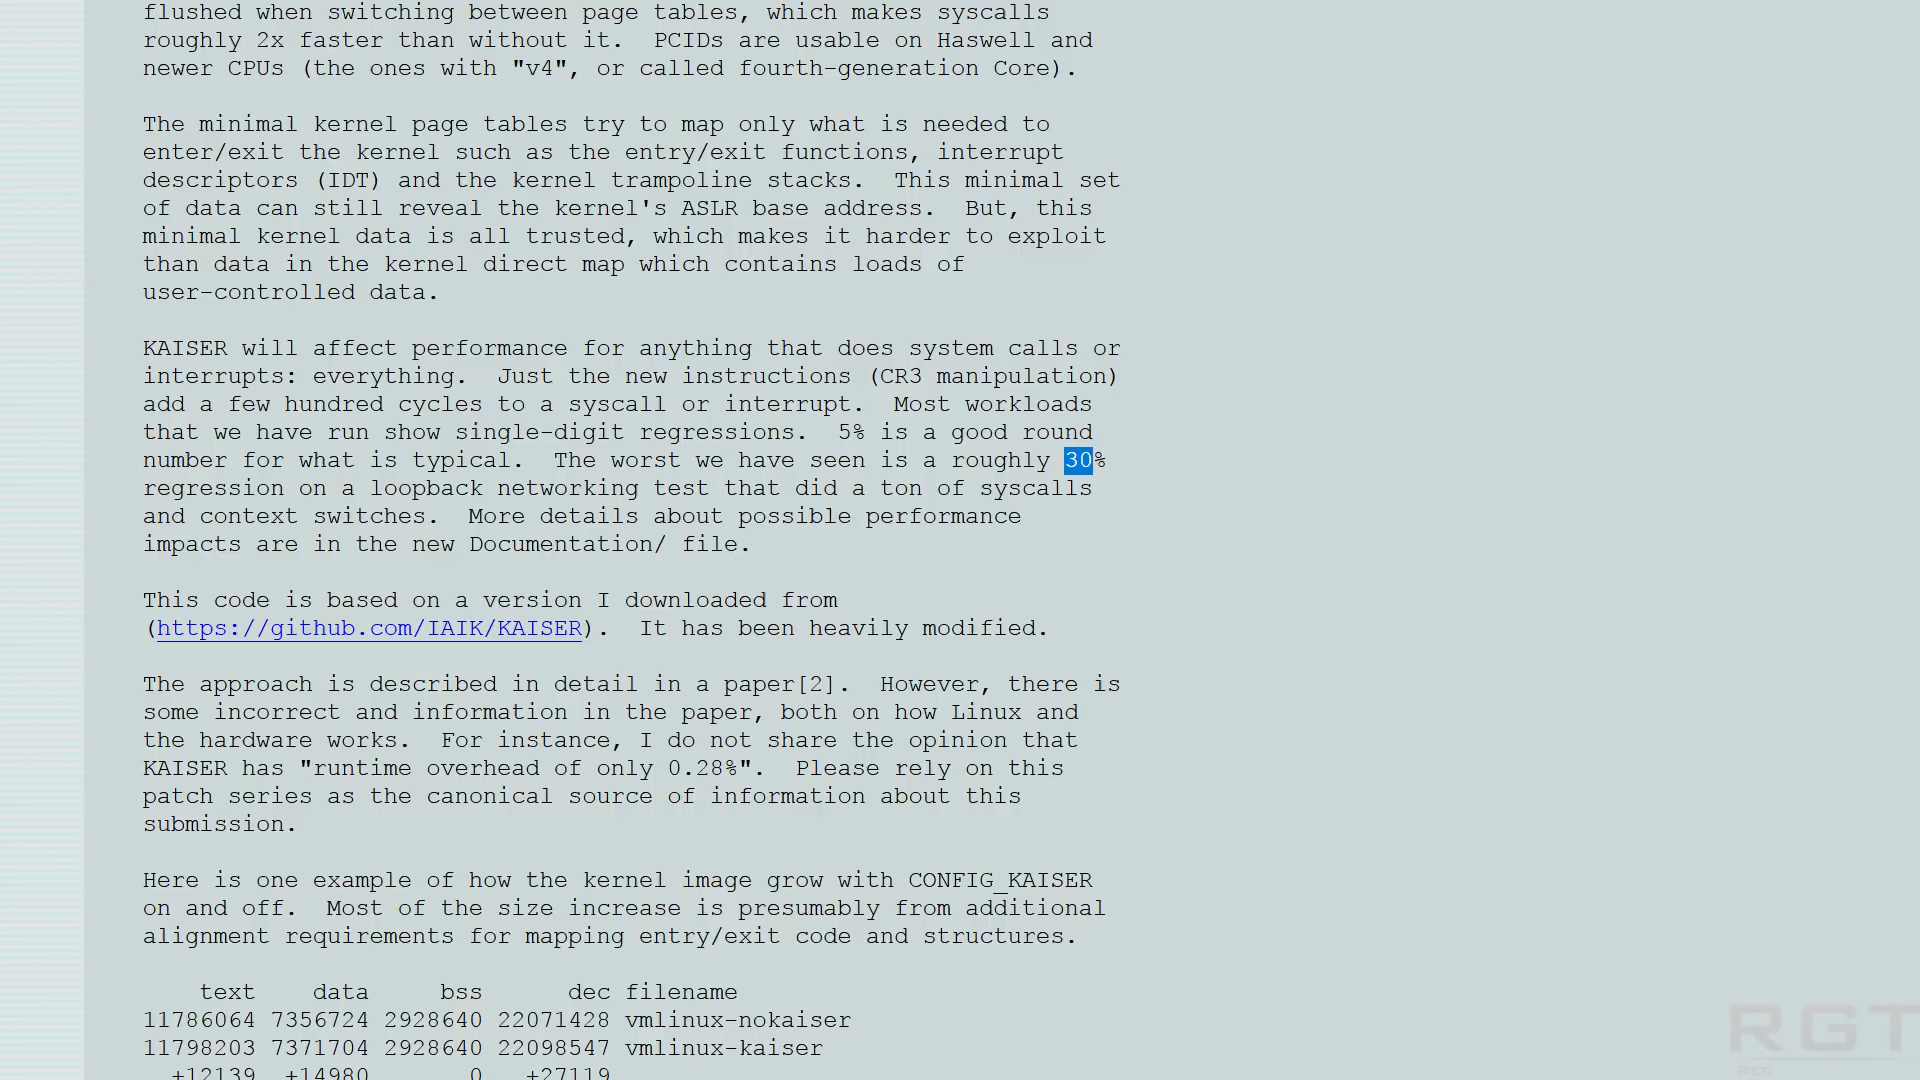 flushed when switching between page tables, which makes syscalls
roughly 2x faster than without it.  PCIDs are usable on Haswell and
newer CPUs (the ones with "v4", or called fourth-generation Core).
The minimal kernel page tables try to map only what is needed to
enter/exit the kernel such as the entry/exit functions, interrupt
descriptors (IDT) and the kernel trampoline stacks.  This minimal set
of data can still reveal the kernel's ASLR base address.  But, this
minimal kernel data is all trusted, which makes it harder to exploit
than data in the kernel direct map which contains loads of
user-controlled data.
KAISER will affect performance for anything that does system calls or
interrupts: everything.  Just the new instructions (CR3 manipulation)
add a few hundred cycles to a syscall or interrupt.  Most workloads
that we have run show single-digit regressions.  5% is a good round
number for what is typical.  The worst we have seen is a roughly 30%
regression on a loopback networking test that did a ton of syscalls
and context switches.  More details about possible performance
impacts are in the new Documentation/ file.
This code is based on a version I downloaded from
(https://github.com/IAIK/KAISER).  It has been heavily modified.
The approach is described in detail in a paper[2].  However, there is
some incorrect and information in the paper, both on how Linux and
the hardware works.  For instance, I do not share the opinion that
KAISER has "runtime overhead of only 0.28%".  Please rely on this
patch series as the canonical source of information about this
submission.
Here is one example of how the kernel image grow with CONFIG_KAISER
on and off.  Most of the size increase is presumably from additional
alignment requirements for mapping entry/exit code and structures.
text data bss dec filename
11786064 7356724 2928640 22071428 vmlinux-nokaiser
11798203 7371704 2928640 22098547 vmlinux-kaiser
+12139 +14980 0 +27119
RGT